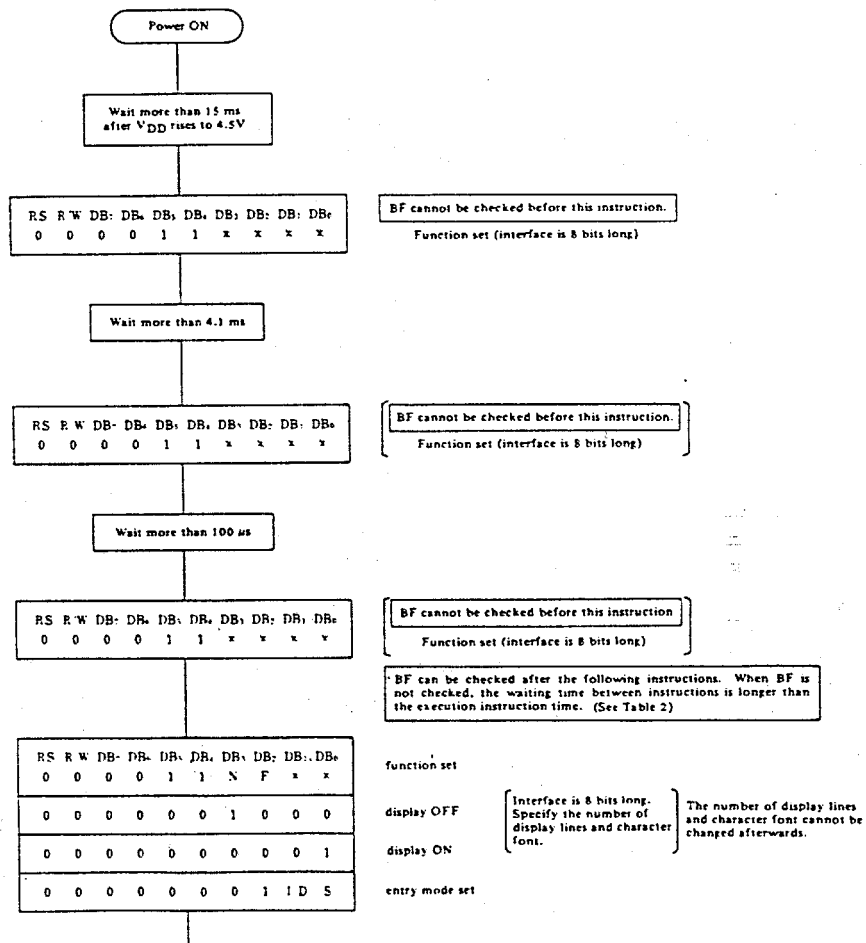 Power ON
Wait more than 15 ms
after VDD rises to 4.5V
RS R W DB7 DB6 DB5 DB4 DB3 DB2 DB1 DB0
0 0 0 0 1 1 x x x x
BF cannot be checked before this instruction.
Function set (interface is 8 bits long)
Wait more than 4.1 ms
RS R W DB7 DB6 DB5 DB4 DB3 DB2 DB1 DB0
0 0 0 0 1 1 x x x x
BF cannot be checked before this instruction.
Function set (interface is 8 bits long)
Wait more than 100 μs
RS R W DB7 DB6 DB5 DB4 DB3 DB2 DB1 DB0
0 0 0 0 1 1 x x x x
BF cannot be checked before this instruction
Function set (interface is 8 bits long)
BF can be checked after the following instructions. When BF is
not checked, the waiting time between instructions is longer than
the execution instruction time. (See Table 2)
RS R W DB7 DB6 DB5 DB4 DB3 DB2 DB1 DB0
0 0 0 0 1 1 N F x x
function set
0 0 0 0 0 0 1 0 0 0
display OFF
0 0 0 0 0 0 0 0 0 1
display ON
0 0 0 0 0 0 0 1 I D S
entry mode set
Interface is 8 bits long.
Specify the number of
display lines and character
font.
The number of display lines
and character font cannot be
changed afterwards.